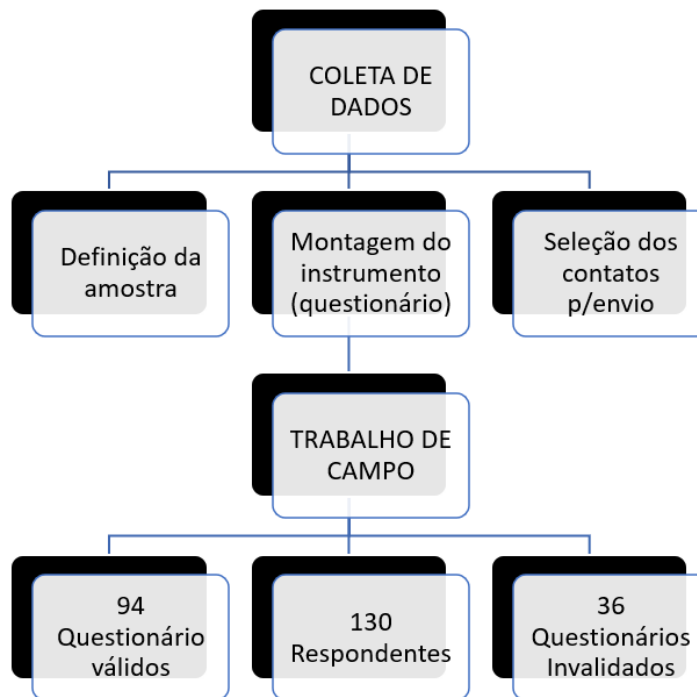 COLETA DE
DADOS
Definição da
amostra
Montagem do
instrumento
(questionário)
Seleção dos
contatos
p/envio
TRABALHO DE
CAMPO
94
Questionário
válidos
130
Respondentes
36
Questionários
Invalidados